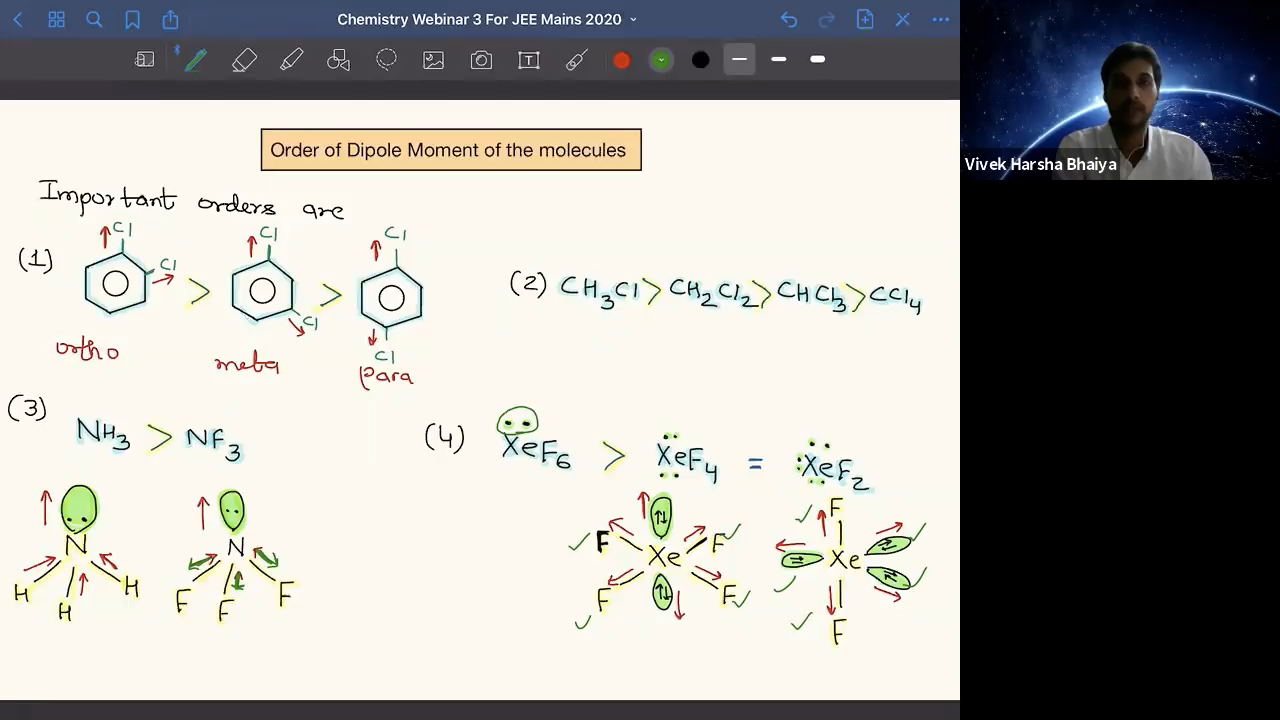 Chemistry Webinar 3 For JEE Mains 2020
T
Vivek Harsha Bhaiya
Order of Dipole Moment of the molecules
Important orders are
(1)
Cl
Cl
>
Cl
Cl
>
Cl
Cl
ortho
meta
para
(2) CH3Cl > CH2Cl2 > CHCl3 > CCl4
(3)
NH3 > NF3
N
H
H
H
N
F
F
F
(4) XeF6 > XeF4 = XeF2
F
F
Xe
F
F
F
Xe
F